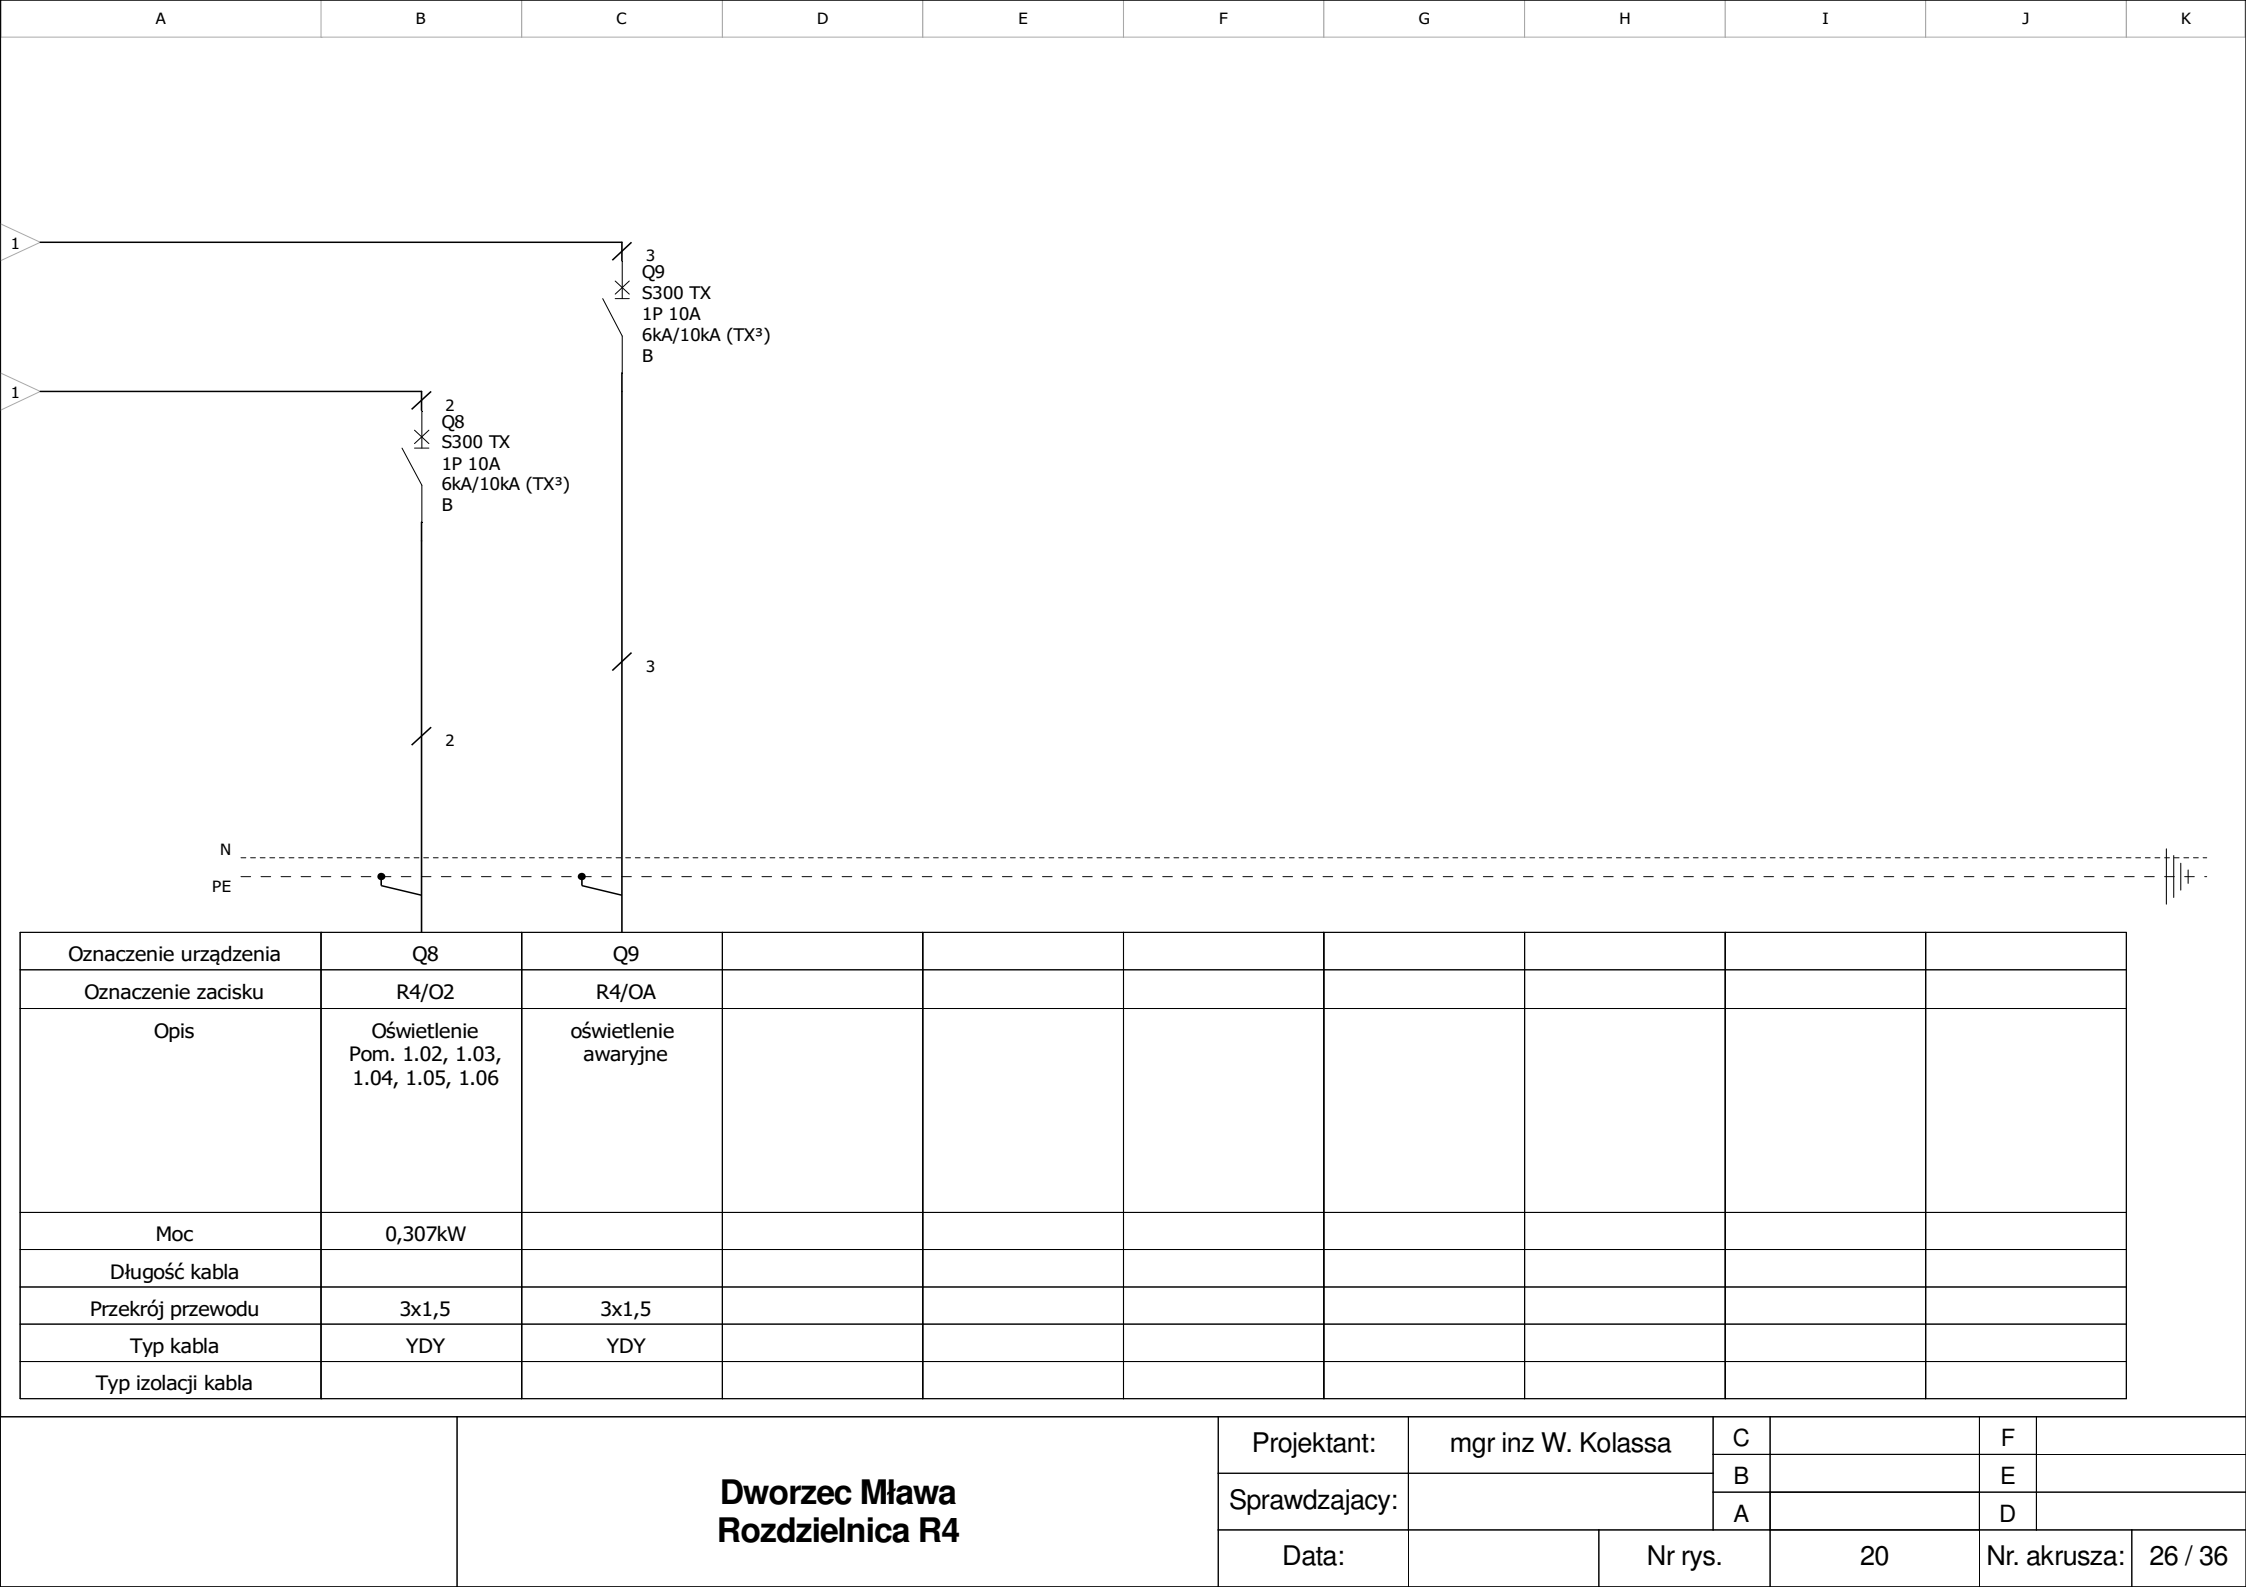 A B C D E F G H I J K
1
3
Q9
S300 TX
1P 10A
6kA/10kA (TX³)
B
1
2
Q8
S300 TX
1P 10A
6kA/10kA (TX³)
B
3
2
N
PE
Oznaczenie urządzenia Q8 Q9
Oznaczenie zacisku R4/O2 R4/OA
Opis Oświetlenie oświetlenie
Pom. 1.02, 1.03, awaryjne
1.04, 1.05, 1.06
Moc 0,307kW
Długość kabla
Przekrój przewodu 3x1,5 3x1,5
Typ kabla YDY YDY
Typ izolacji kabla
Dworzec Mława
Rozdzielnica R4
Projektant: mgr inz W. Kolassa C F
B E
Sprawdzajacy:
A D
Data: Nr rys. 20 Nr. akrusza: 26 / 36